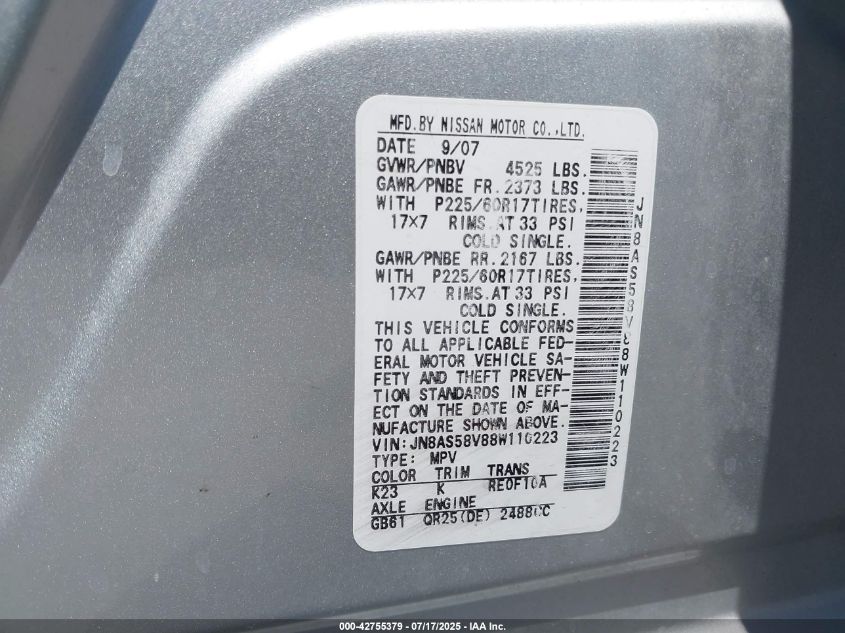 MFD.BY NISSAN MOTOR CO.,LTD.
DATE 9/07
GVWR/PNBV 4525 LBS.
GAWR/PNBE FR. 2373 LBS.
WITH P225/60R17TIRES,
17×7 RIMS. AT 33 PSI
COLD SINGLE.
GAWR/PNBE RR. 2167 LBS.
WITH P225/60R17TIRES,
17×7 RIMS. AT 33 PSI
COLD SINGLE.
THIS VEHICLE CONFORMS
TO ALL APPLICABLE FED-
ERAL MOTOR VEHICLE SA-
FETY AND THEFT PREVEN-
TION STANDARDS IN EFF-
ECT ON THE DATE OF MA-
NUFACTURE SHOWN ABOVE.
VIN: JN8AS58V88W110223
TYPE: MPV
COLOR TRIM TRANS
K23 K RE0F10A
AXLE ENGINE
GB61 QR25(DE) 2488CC
JN8AS58V88W110223
000-42755379 - 07/17/2025 - IAA Inc.